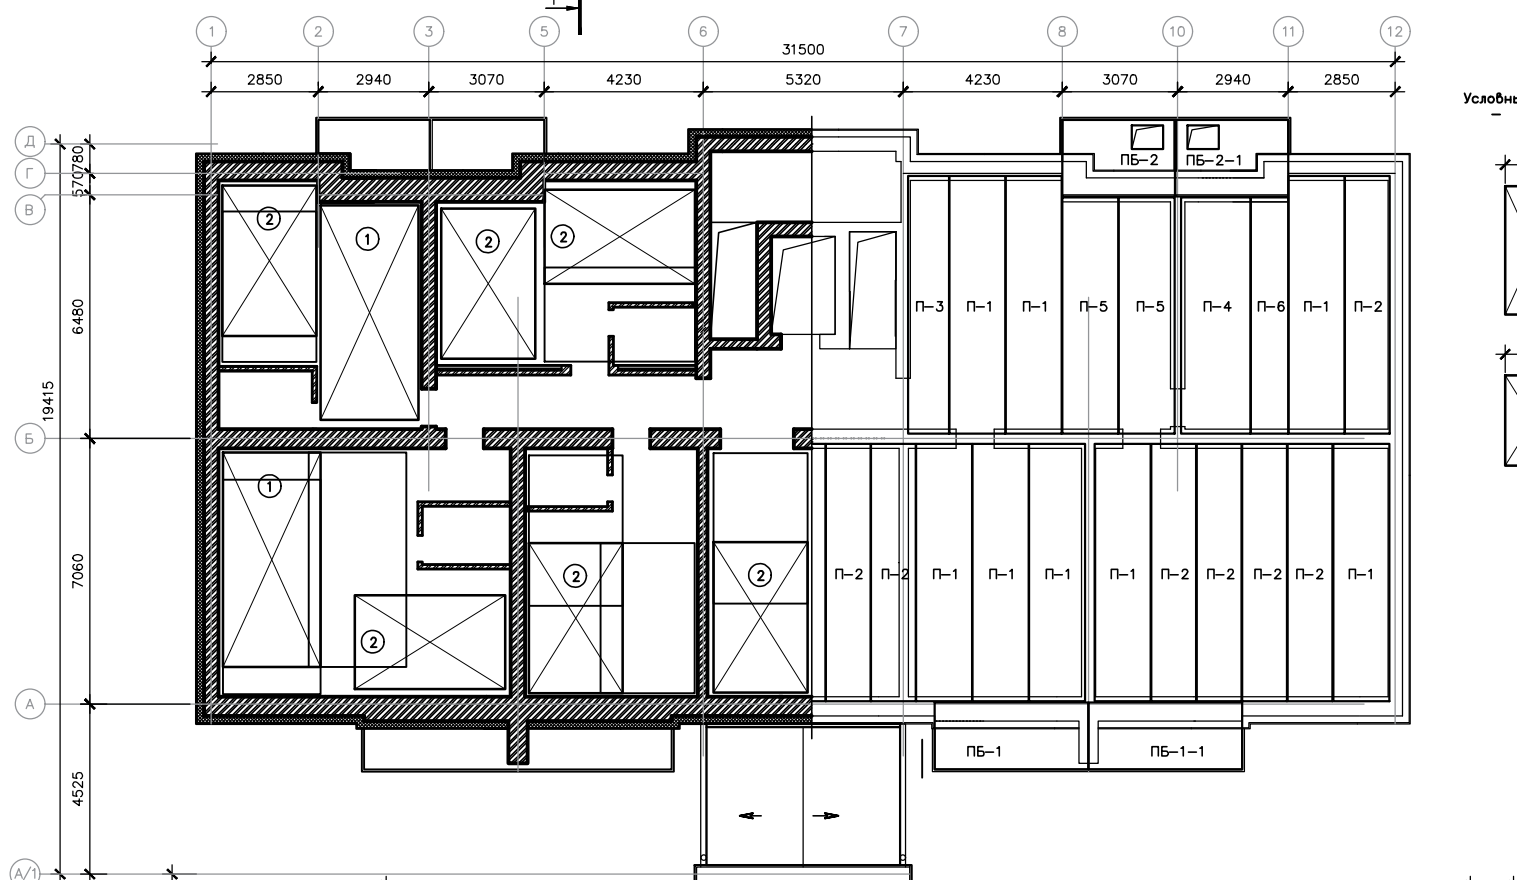 1 2 3 5 6 7 8 10 11 12
31500
2850 2940 3070 4230 5320 4230 3070 2940 2850
Условны
Д
Г
В
Б
А
А/1
780
570
6480
19415
7060
4525
ПБ-2 ПБ-2-1
2 1 2 2
П-3 П-1 П-1 П-5 П-5 П-4 П-6 П-1 П-2
1
2 2 2
П-2 П-2 П-1 П-1 П-1 П-1 П-2 П-2 П-2 П-2 П-1
ПБ-1 ПБ-1-1